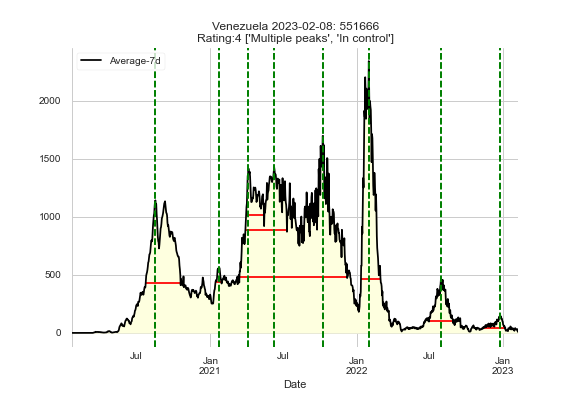 Venezuela 2023-02-08: 551666
Rating:4 ['Multiple peaks', 'In control']
Average-7d
2000
1500
1000
500
0
Jul
Jan
2021
Jul
Jan
2022
Jul
Jan
2023
Date